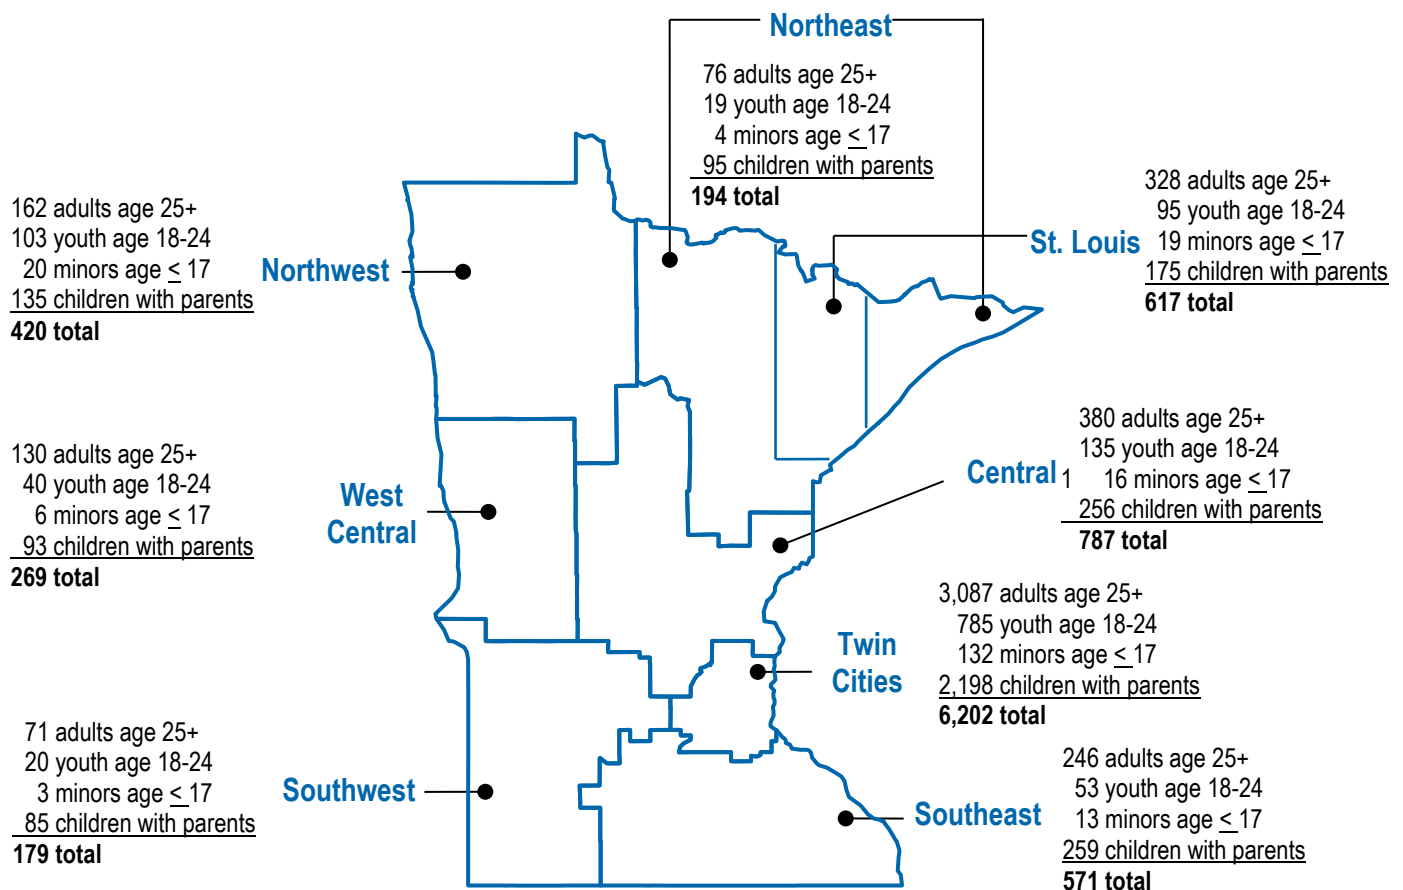 Northeast
76 adults age 25+
19 youth age 18-24
4 minors age < 17
95 children with parents
194 total
328 adults age 25+
95 youth age 18-24
19 minors age < 17
175 children with parents
617 total
St. Louis
162 adults age 25+
103 youth age 18-24
20 minors age < 17
135 children with parents
420 total
Northwest
380 adults age 25+
135 youth age 18-24
1 16 minors age < 17
256 children with parents
787 total
Central
130 adults age 25+
40 youth age 18-24
6 minors age < 17
93 children with parents
269 total
West
Central
3,087 adults age 25+
785 youth age 18-24
132 minors age < 17
2,198 children with parents
6,202 total
Twin
Cities
71 adults age 25+
20 youth age 18-24
3 minors age < 17
85 children with parents
179 total
Southwest
Southeast
246 adults age 25+
53 youth age 18-24
13 minors age < 17
259 children with parents
571 total